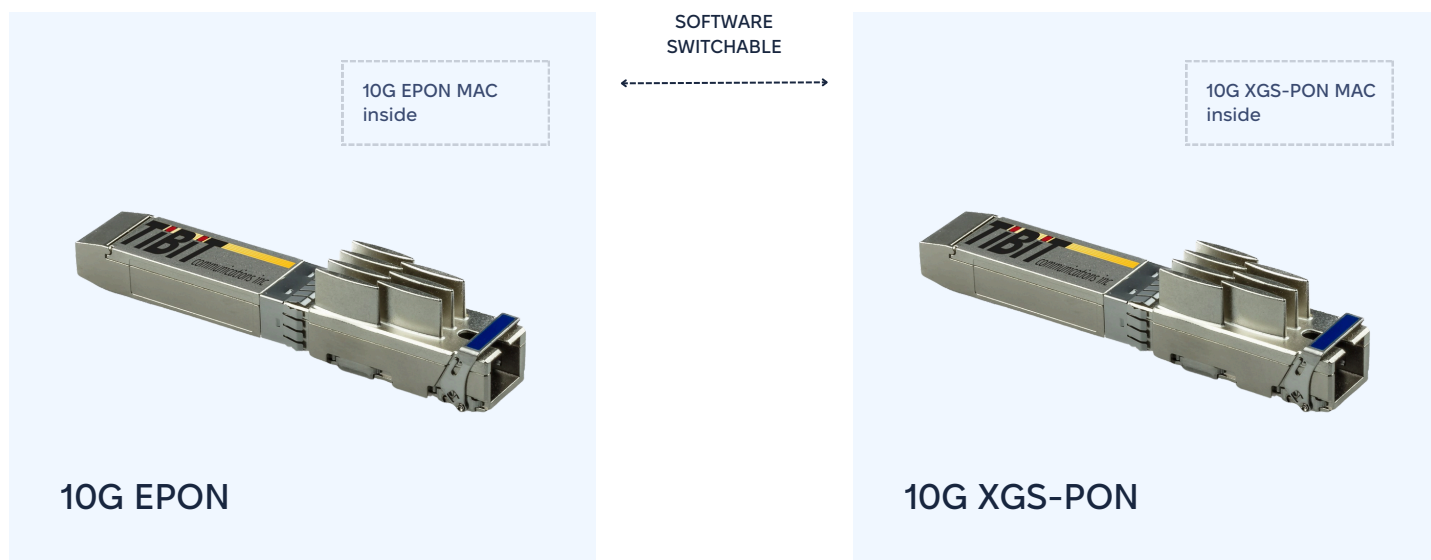 SOFTWARE
SWITCHABLE
10G EPON MAC
inside
TiBiT
communications inc
10G EPON
10G XGS-PON MAC
inside
TiBiT
communications inc
10G XGS-PON